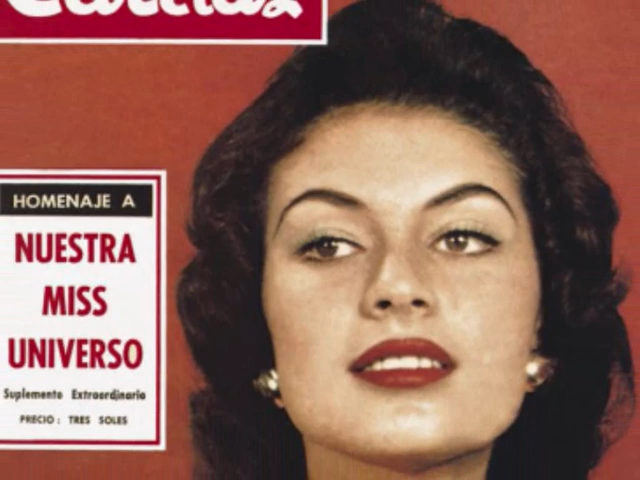 HOMENAJE A
NUESTRA
MISS
UNIVERSO
Suplemento Extraordinario
PRECIO: TRES SOLES